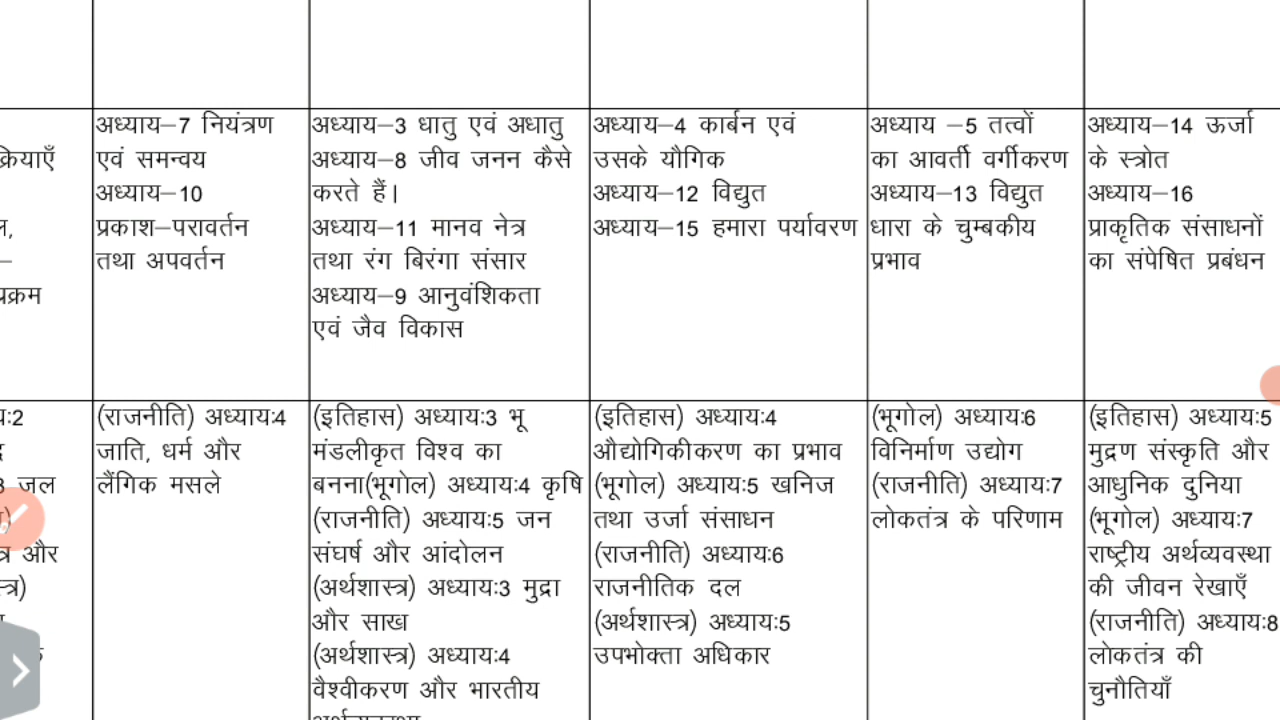 क्रियाएँ
ल,
–
प्रक्रम
अध्याय–7 नियंत्रण
एवं समन्वय
अध्याय–10
प्रकाश–परावर्तन
तथा अपवर्तन
अध्याय–3 धातु एवं अधातु
अध्याय–8 जीव जनन कैसे
करते हैं।
अध्याय–11 मानव नेत्र
तथा रंग बिरंगा संसार
अध्याय–9 आनुवंशिकता
एवं जैव विकास
अध्याय–4 कार्बन एवं
उसके यौगिक
अध्याय–12 विद्युत
अध्याय–15 हमारा पर्यावरण
अध्याय –5 तत्वों
का आवर्ती वर्गीकरण
अध्याय–13 विद्युत
धारा के चुम्बकीय
प्रभाव
अध्याय–14 ऊर्जा
के स्त्रोत
अध्याय–16
प्राकृतिक संसाधनों
का संपेषित प्रबंधन
यः2
3 जल
त्र और
स्त्र)
(राजनीति) अध्यायः4
जाति, धर्म और
लैंगिक मसले
(इतिहास) अध्यायः3 भू
मंडलीकृत विश्व का
बनना(भूगोल) अध्यायः4 कृषि
(राजनीति) अध्यायः5 जन
संघर्ष और आंदोलन
(अर्थशास्त्र) अध्यायः3 मुद्रा
और साख
(अर्थशास्त्र) अध्यायः4
वैश्वीकरण और भारतीय
(इतिहास) अध्यायः4
औद्योगिकीकरण का प्रभाव
(भूगोल) अध्यायः5 खनिज
तथा उर्जा संसाधन
(राजनीति) अध्यायः6
राजनीतिक दल
(अर्थशास्त्र) अध्यायः5
उपभोक्ता अधिकार
(भूगोल) अध्यायः6
विनिर्माण उद्योग
(राजनीति) अध्यायः7
लोकतंत्र के परिणाम
(इतिहास) अध्यायः5
मुद्रण संस्कृति और
आधुनिक दुनिया
(भूगोल) अध्यायः7
राष्ट्रीय अर्थव्यवस्था
की जीवन रेखाएँ
(राजनीति) अध्यायः8
लोकतंत्र की
चुनौतियाँ